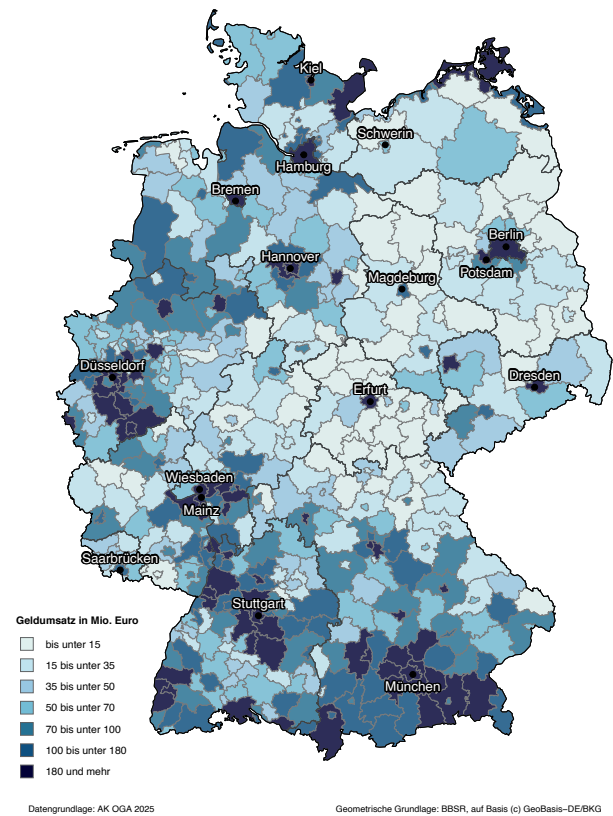 Kiel
Schwerin
Hamburg
Bremen
Berlin
Hannover
Potsdam
Magdeburg
Düsseldorf
Dresden
Erfurt
Wiesbaden
Mainz
Saarbrücken
Stuttgart
München
Geldumsatz in Mio. Euro
bis unter 15
15 bis unter 35
35 bis unter 50
50 bis unter 70
70 bis unter 100
100 bis unter 180
180 und mehr
Datengrundlage: AK OGA 2025
Geometrische Grundlage: BBSR, auf Basis (c) GeoBasis–DE/BKG